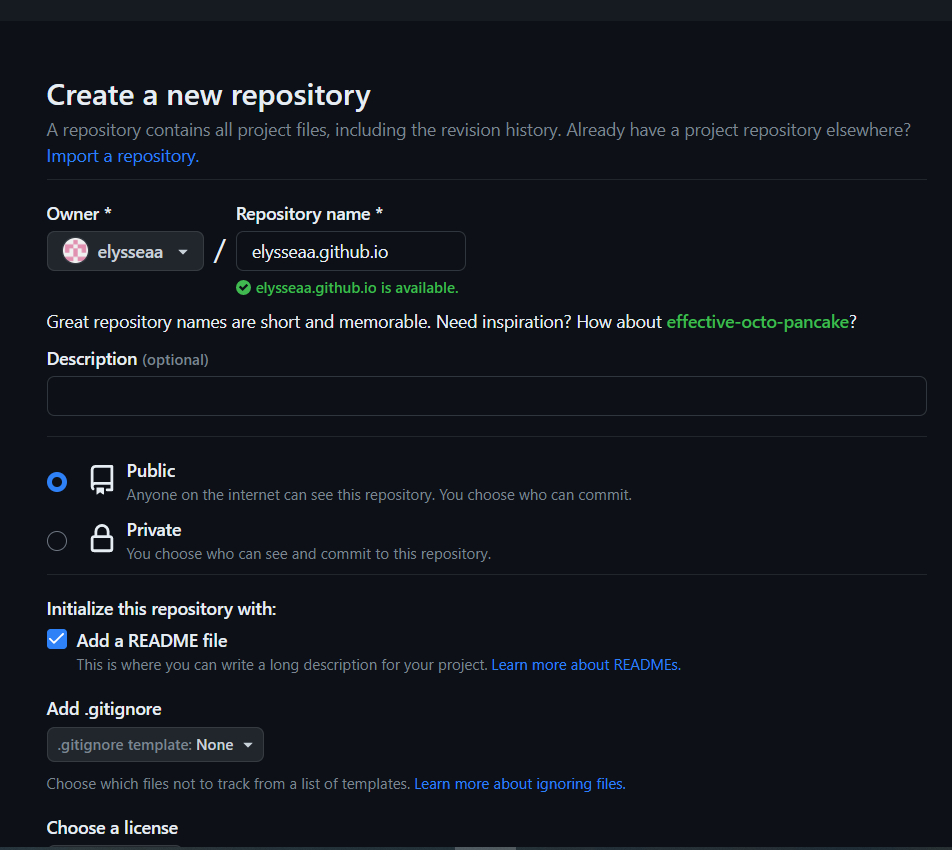 Create a new repository
A repository contains all project files, including the revision history. Already have a project repository elsewhere?
Import a repository.
Owner * Repository name *
elysseaa / elysseaa.github.io
elysseaa.github.io is available.
Great repository names are short and memorable. Need inspiration? How about effective-octo-pancake?
Description (optional)
Public
Anyone on the internet can see this repository. You choose who can commit.
Private
You choose who can see and commit to this repository.
Initialize this repository with:
Add a README file
This is where you can write a long description for your project. Learn more about READMEs.
Add .gitignore
.gitignore template: None
Choose which files not to track from a list of templates. Learn more about ignoring files.
Choose a license